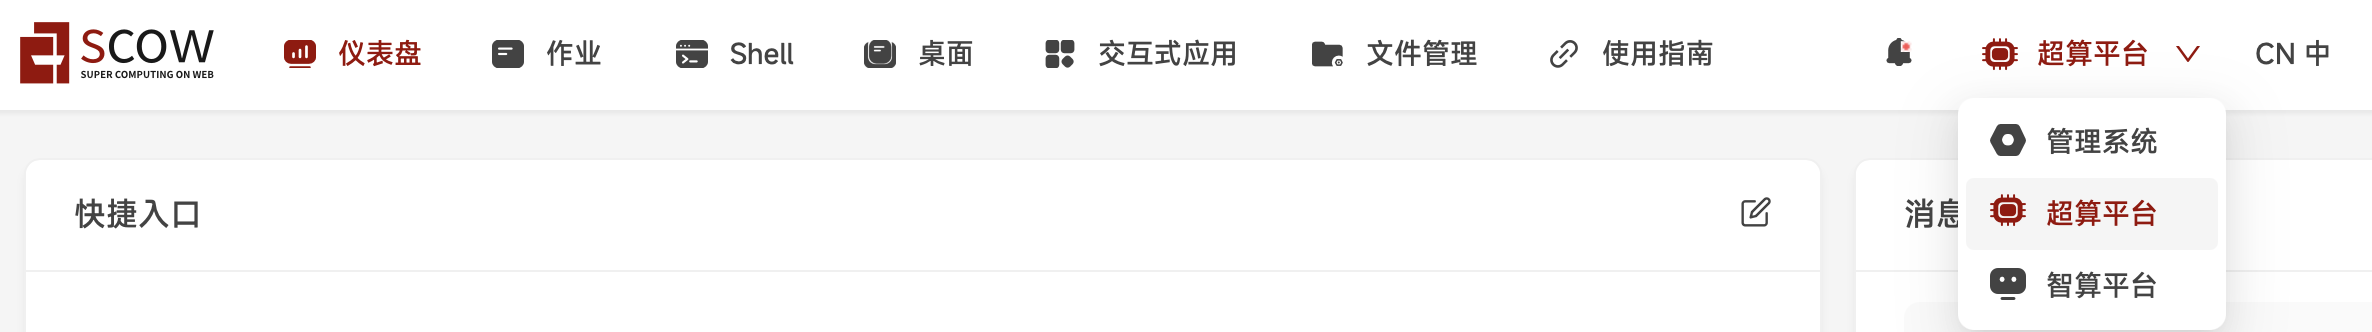 SCOW
SUPER COMPUTING ON WEB
仪表盘 作业 Shell 桌面 交互式应用 文件管理 使用指南 超算平台 CN 中
管理系统
超算平台
智算平台
快捷入口
消息